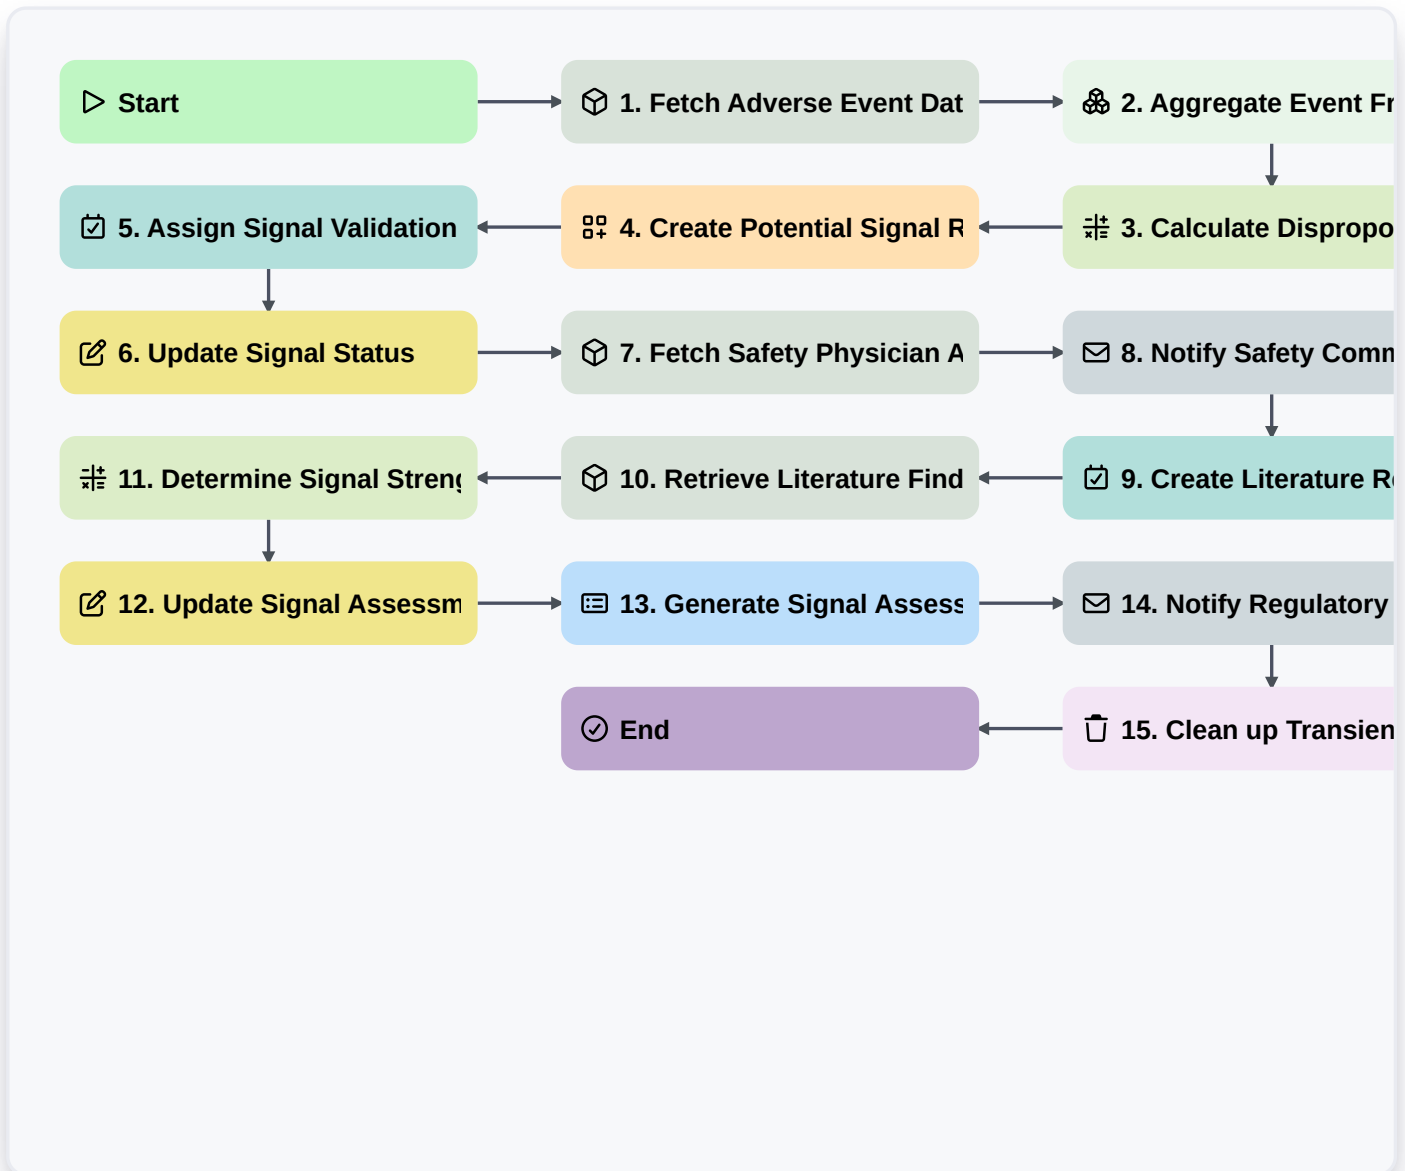 Start
1. Fetch Adverse Event Dat
2. Aggregate Event Fr
5. Assign Signal Validation
4. Create Potential Signal R
3. Calculate Dispropo
6. Update Signal Status
7. Fetch Safety Physician A
8. Notify Safety Comm
11. Determine Signal Streng
10. Retrieve Literature Find
9. Create Literature Re
12. Update Signal Assessm
13. Generate Signal Assess
14. Notify Regulatory
End
15. Clean up Transien